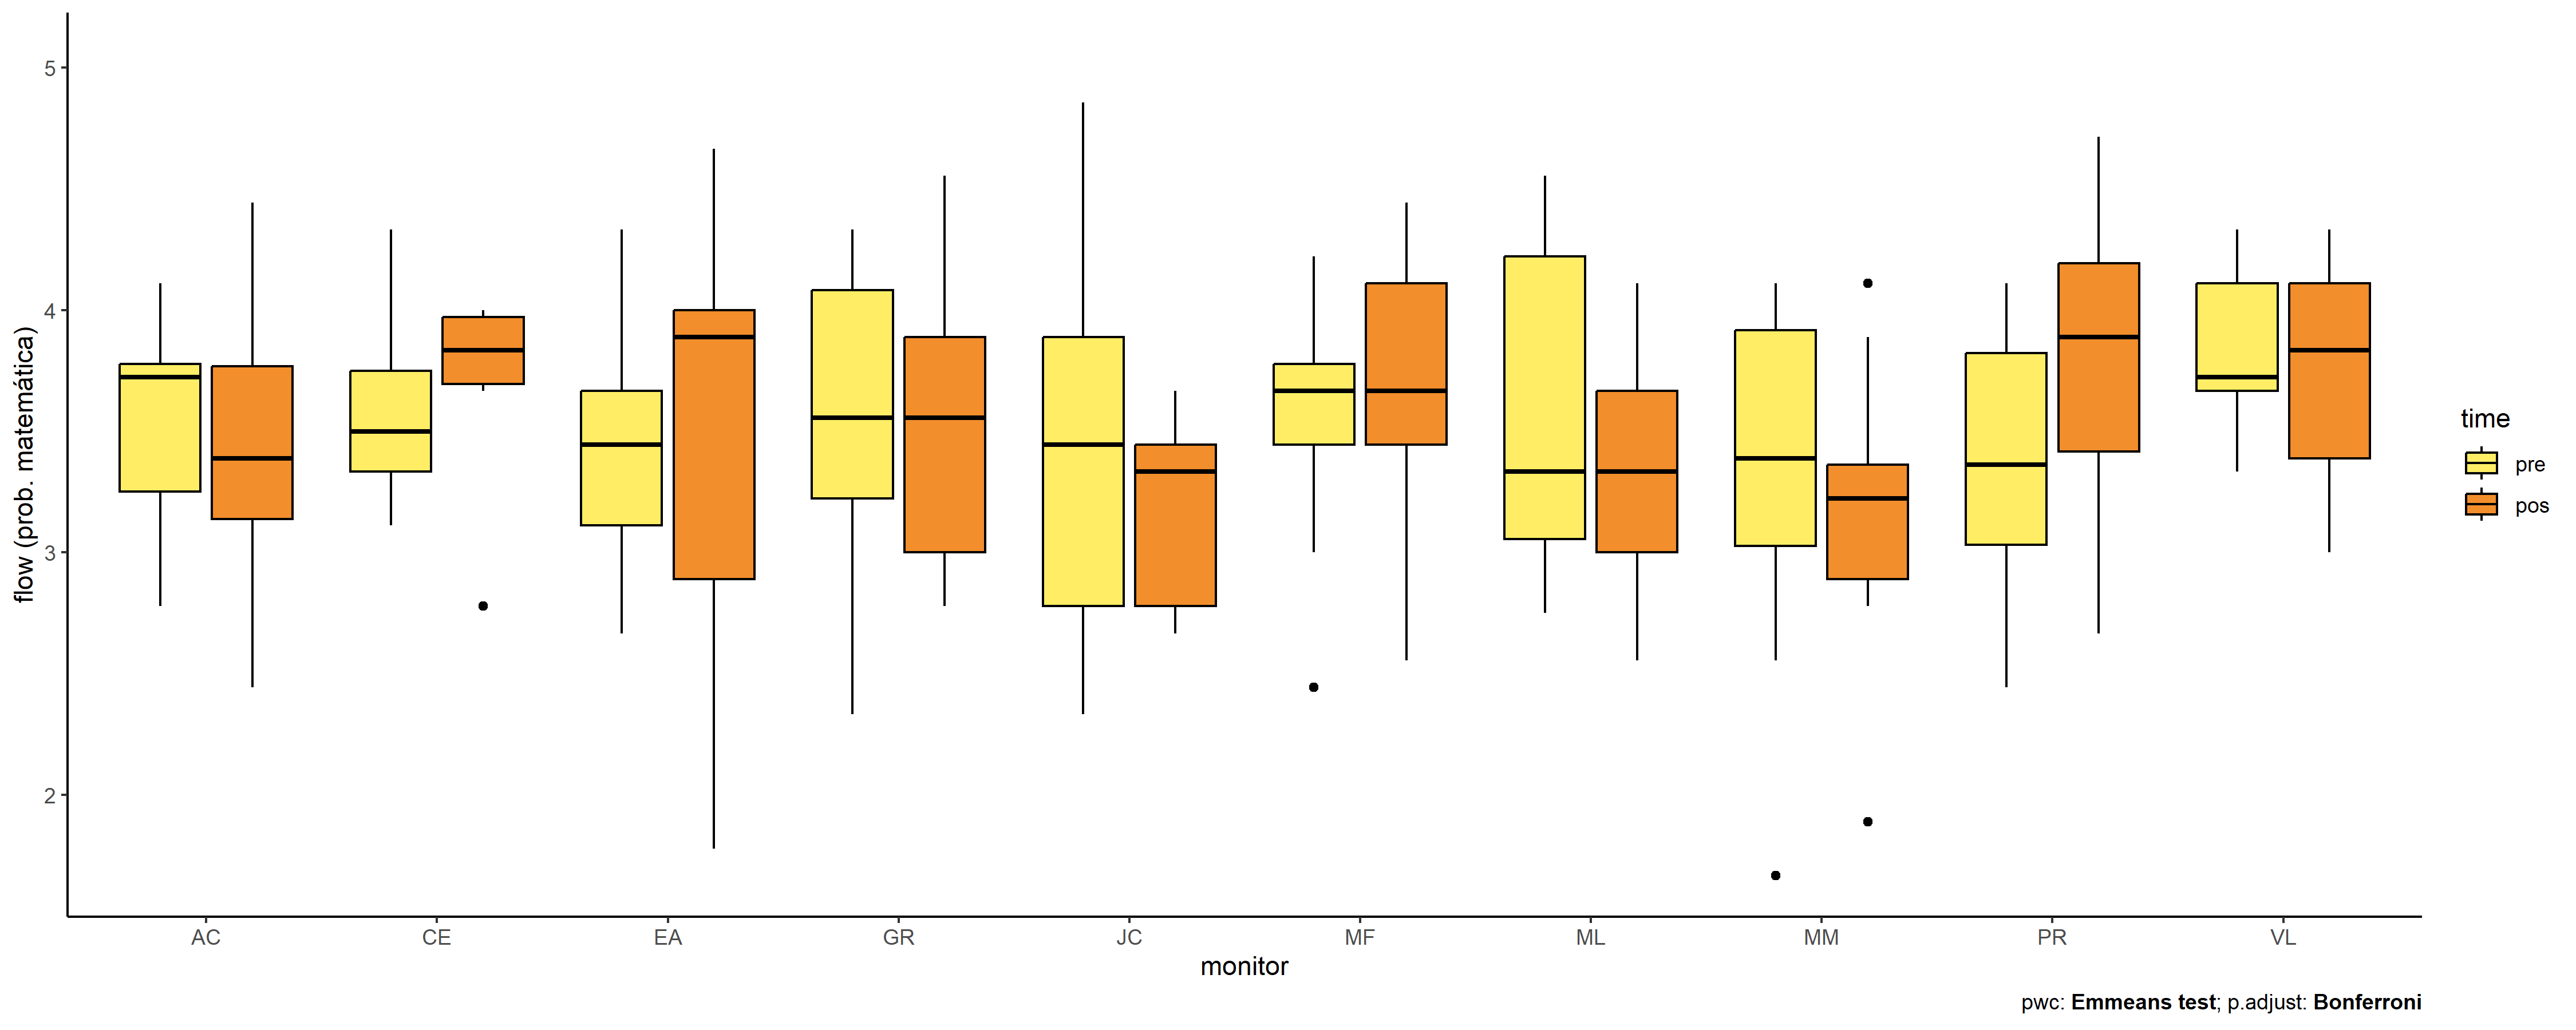 flow (prob. matemática)
5
4
3
2
AC CE EA GR JC MF ML MM PR VL
monitor
time
pre
pos
pwc: Emmeans test; p.adjust: Bonferroni